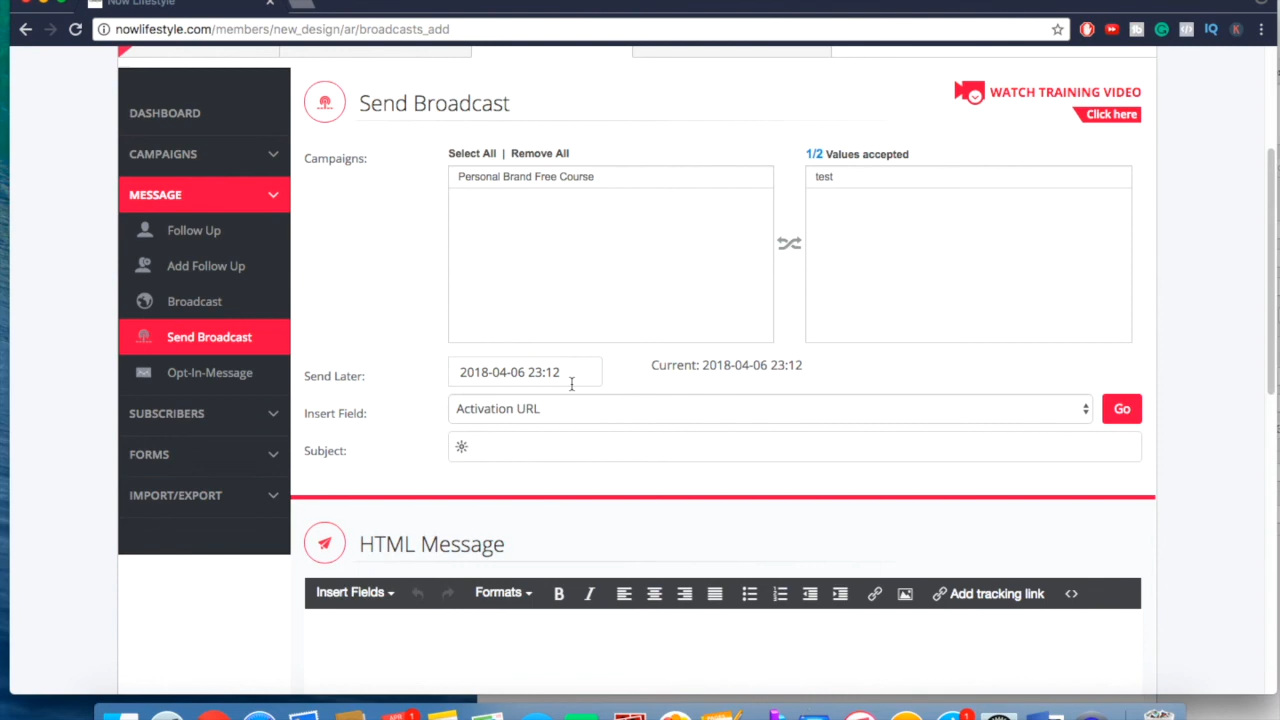 Now Lifestyle
nowlifestyle.com/members/new_design/ar/broadcasts_add
DASHBOARD
CAMPAIGNS
MESSAGE
Follow Up
Add Follow Up
Broadcast
Send Broadcast
Opt-In-Message
SUBSCRIBERS
FORMS
IMPORT/EXPORT
Send Broadcast
WATCH TRAINING VIDEO
Click here
Campaigns:
Select All | Remove All
1/2 Values accepted
Personal Brand Free Course
test
Send Later:
2018-04-06 23:12
Current: 2018-04-06 23:12
Insert Field:
Activation URL
Go
Subject:
HTML Message
Insert Fields
Formats
B
I
Add tracking link